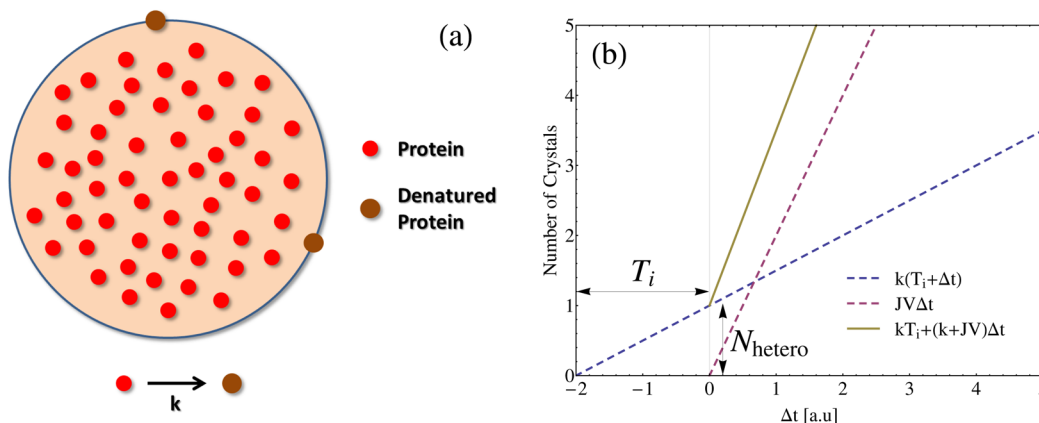 (a)
Protein
Denatured
Protein
k
(b)
Number of Crystals
5
4
3
2
1
0
T_i
N_hetero
k(T_i+Δt)
JVΔt
kT_i+(k+JV)Δt
−2 −1 0 1 2 3 4
Δt [a.u]